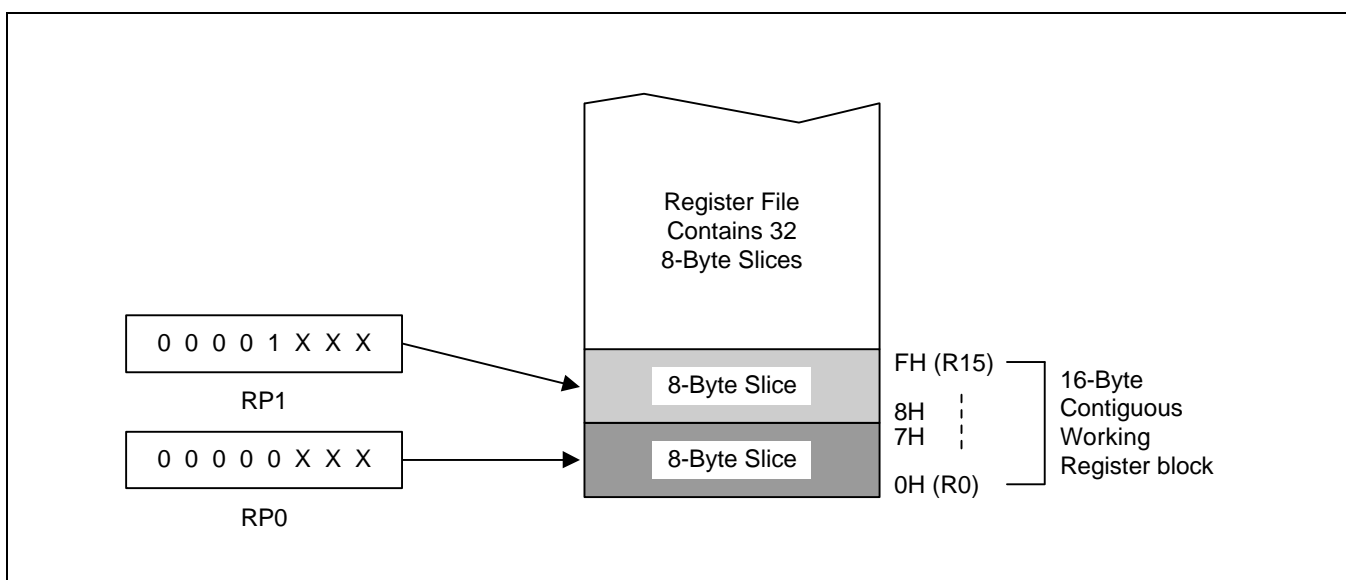 Register File
Contains 32
8-Byte Slices
0 0 0 0 1 X X X
RP1
0 0 0 0 0 X X X
RP0
8-Byte Slice
8-Byte Slice
FH (R15)
8H
7H
0H (R0)
16-Byte
Contiguous
Working
Register block